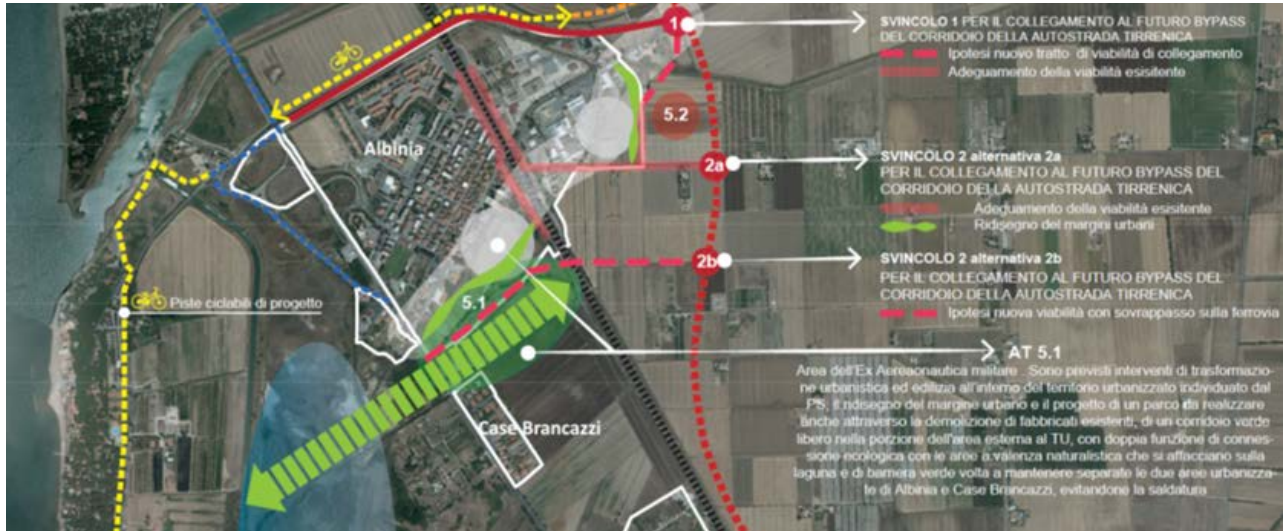 1
SVINCOLO 1 PER IL COLLEGAMENTO AL FUTURO BYPASS
DEL CORRIDOIO DELLA AUTOSTRADA TIRRENICA
Ipotesi nuovo tratto di viabilità di collegamento
Adeguamento della viabilità esisitente
5.2
Albinia
2a
SVINCOLO 2 alternativa 2a
PER IL COLLEGAMENTO AL FUTURO BYPASS DEL
CORRIDOIO DELLA AUTOSTRADA TIRRENICA
Adeguamento della viabilità esisitente
Ridisegno dei margini urbani
2b
SVINCOLO 2 alternativa 2b
PER IL COLLEGAMENTO AL FUTURO BYPASS DEL
CORRIDOIO DELLA AUTOSTRADA TIRRENICA
Ipotesi nuova viabilità con sovrappasso sulla ferrovia
Piste ciclabili di progetto
5.1
Case Brancazzi
AT 5.1
Area dell'Ex Aereaonautica militare . Sono previsti interventi di trasformazio-
ne urbanistica ed edilizia all'interno del territorio urbanizzato individuato dal
PS, il ridisegno del margine urbano e il progetto di un parco da realizzare
anche attraverso la demolizione di fabbricati esistenti, di un corridoio verde
libero nella porzione dell'area esterna al TU, con doppia funzione di connes-
sione ecologica con le aree a valenza naturalistica che si affacciano sulla
laguna e di barriera verde volta a mantenere separate le due aree urbanizza-
te di Albinia e Case Brancazzi, evitandone la saldatura